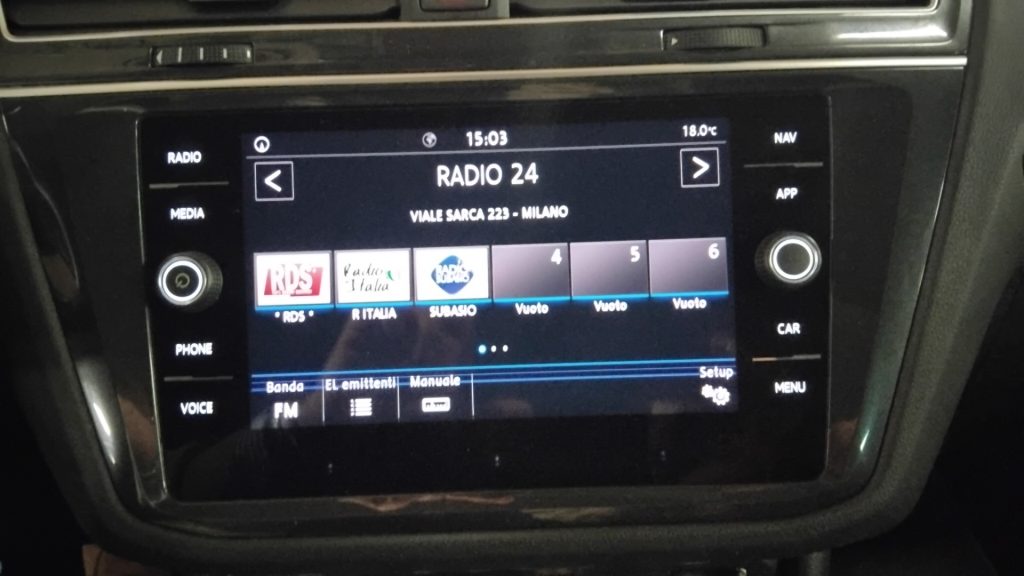 RADIO
MEDIA
PHONE
VOICE
15:03
18.0°C
RADIO 24
VIALE SARCA 223 - MILANO
RDS
Radio Italia
RADIO SUBASIO
4
5
6
* RDS *
R ITALIA
SUBASIO
Vuoto
Vuoto
Vuoto
Banda
FM
El. emittenti
Manuale
Setup
NAV
APP
CAR
MENU